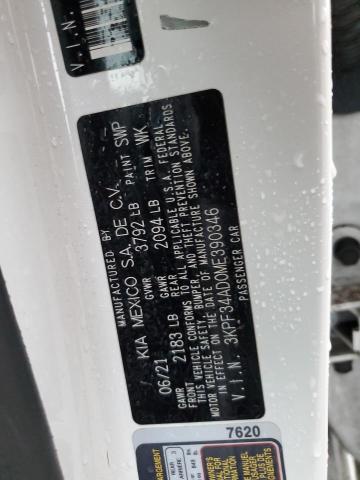 V.I.N.
MANUFACTURED BY
KIA MEXICO S.A. DE C.V.
06/21 GVWR 3792 LB PAINT SWP
GAWR GAWR TRIM WK
2183 LB 2094 LB
FRONT REAR
THIS VEHICLE CONFORMS TO ALL APPLICABLE U.S.A. FEDERAL
MOTOR VEHICLE SAFETY, BUMPER, AND THEFT PREVENTION STANDARDS
IN EFFECT ON THE DATE OF MANUFACTURE SHOWN ABOVE.
V.I.N. 3KPF34AD0ME390346
PASSENGER CAR
7620